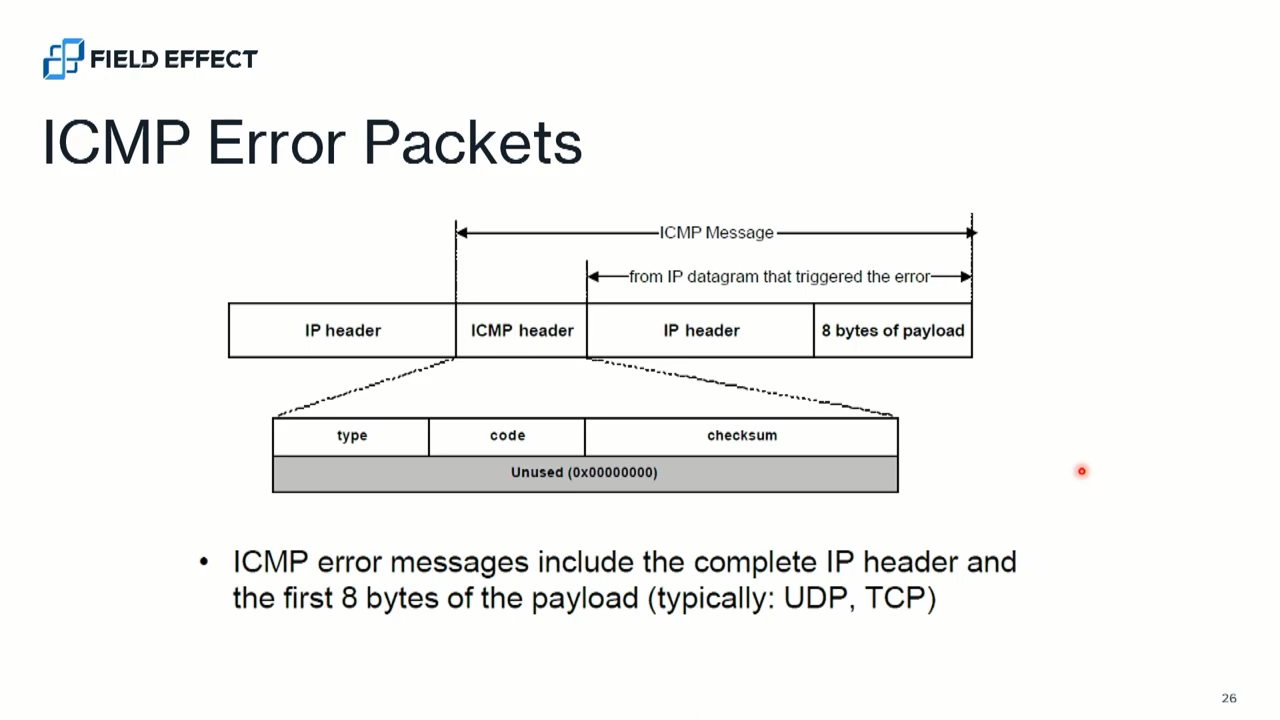 FIELD EFFECT
ICMP Error Packets
ICMP Message
from IP datagram that triggered the error
IP header ICMP header IP header 8 bytes of payload
type code checksum
Unused (0x00000000)
• ICMP error messages include the complete IP header and
the first 8 bytes of the payload (typically: UDP, TCP)
26